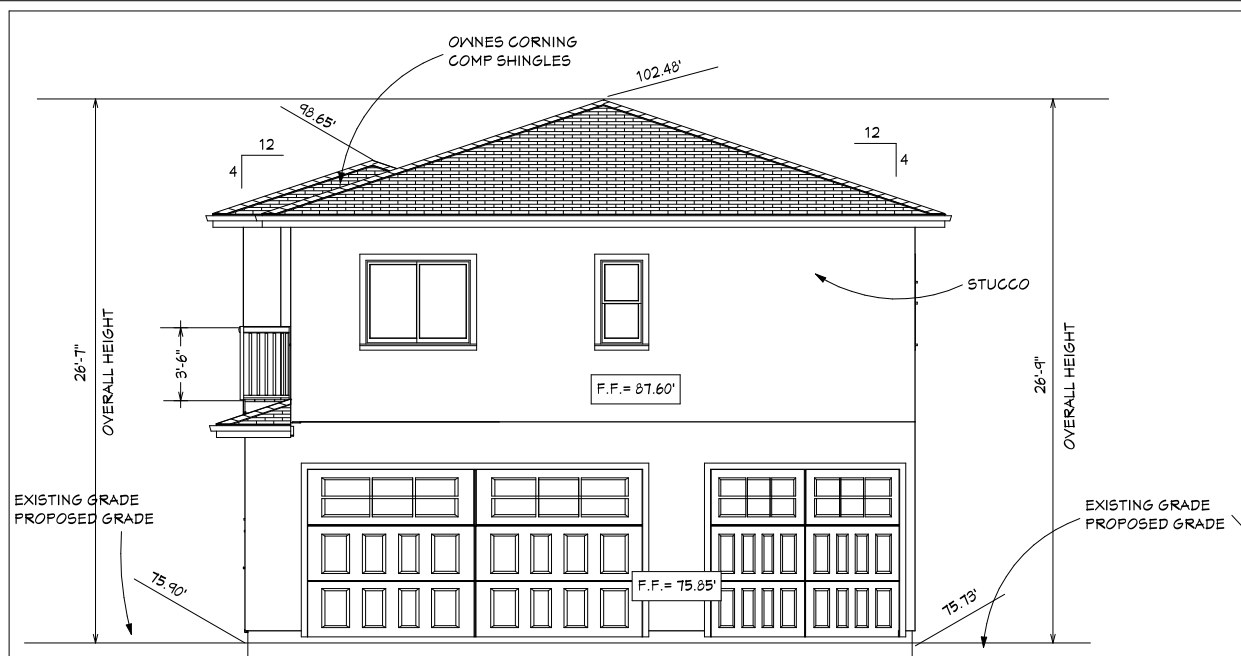 OWNES CORNING
COMP SHINGLES
102.48'
98.65'
12
4
12
4
STUCCO
26'-7"
OVERALL HEIGHT
3'-6"
F.F.= 87.60'
26'-9"
OVERALL HEIGHT
EXISTING GRADE
PROPOSED GRADE
EXISTING GRADE
PROPOSED GRADE
75.90'
F.F.= 75.85'
75.73'